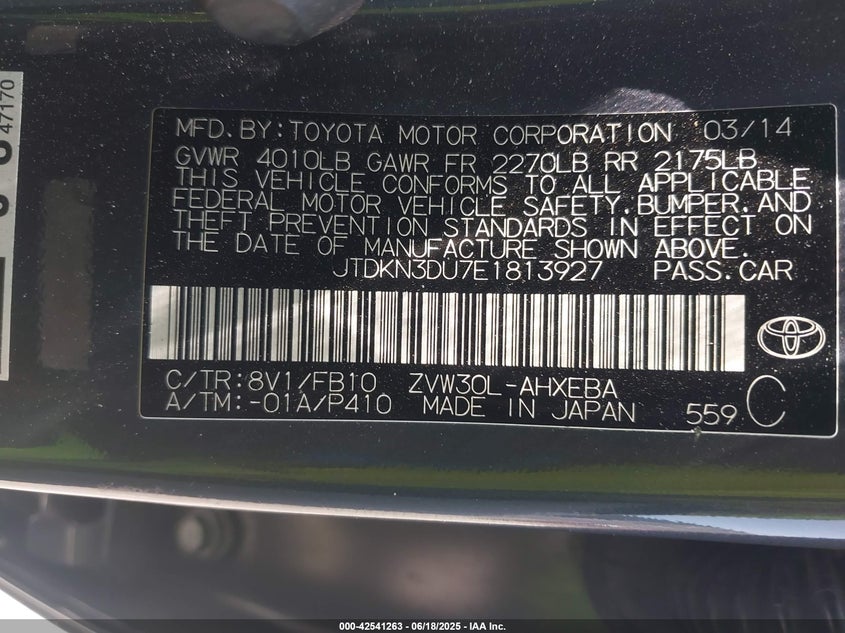 47170
MFD.BY:TOYOTA MOTOR CORPORATION 03/14
GVWR 4010LB GAWR FR 2270LB RR 2175LB
THIS VEHICLE CONFORMS TO ALL APPLICABLE
FEDERAL MOTOR VEHICLE SAFETY,BUMPER,AND
THEFT PREVENTION STANDARDS IN EFFECT ON
THE DATE OF MANUFACTURE SHOWN ABOVE.
JTDKN3DU7E1813927 PASS.CAR
C/TR:8V1/FB10 ZVW30L-AHXEBA
A/TM:-01A/P410 MADE IN JAPAN 559 C
000-42541263 - 06/18/2025 - IAA Inc.